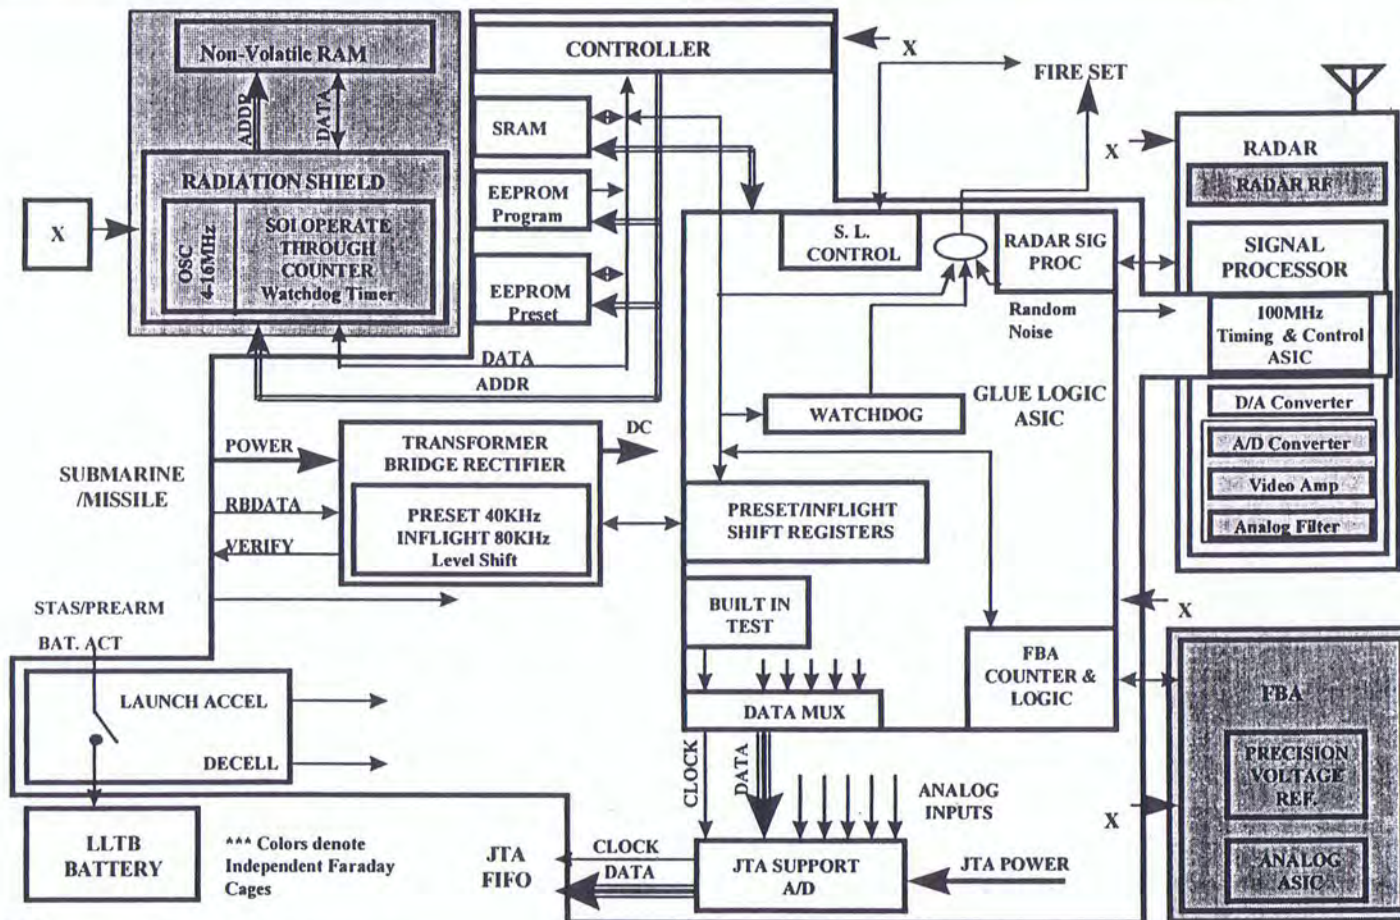 Non-Volatile RAM
ADDR
DATA
RADIATION SHIELD
OSC
4-16MHz
SOI OPERATE
THROUGH
COUNTER
Watchdog Timer
X
CONTROLLER
SRAM
EEPROM
Program
EEPROM
Preset
DATA
ADDR
X
FIRE SET
X
RADAR
RADAR RF
SIGNAL
PROCESSOR
100MHz
Timing & Control
ASIC
D/A Converter
A/D Converter
Video Amp
Analog Filter
S. L.
CONTROL
RADAR SIG
PROC
Random
Noise
GLUE LOGIC
ASIC
WATCHDOG
PRESET/INFLIGHT
SHIFT REGISTERS
BUILT IN
TEST
DATA MUX
FBA
COUNTER &
LOGIC
X
SUBMARINE
/MISSILE
POWER
RBDATA
VERIFY
TRANSFORMER
BRIDGE RECTIFIER
DC
PRESET 40KHz
INFLIGHT 80KHz
Level Shift
STAS/PREARM
BAT. ACT
LAUNCH ACCEL
DECELL
LLTB
BATTERY
*** Colors denote
Independent Faraday
Cages
CLOCK
DATA
ANALOG
INPUTS
JTA
FIFO
CLOCK
DATA
JTA SUPPORT
A/D
JTA POWER
X
FBA
PRECISION
VOLTAGE
REF.
ANALOG
ASIC